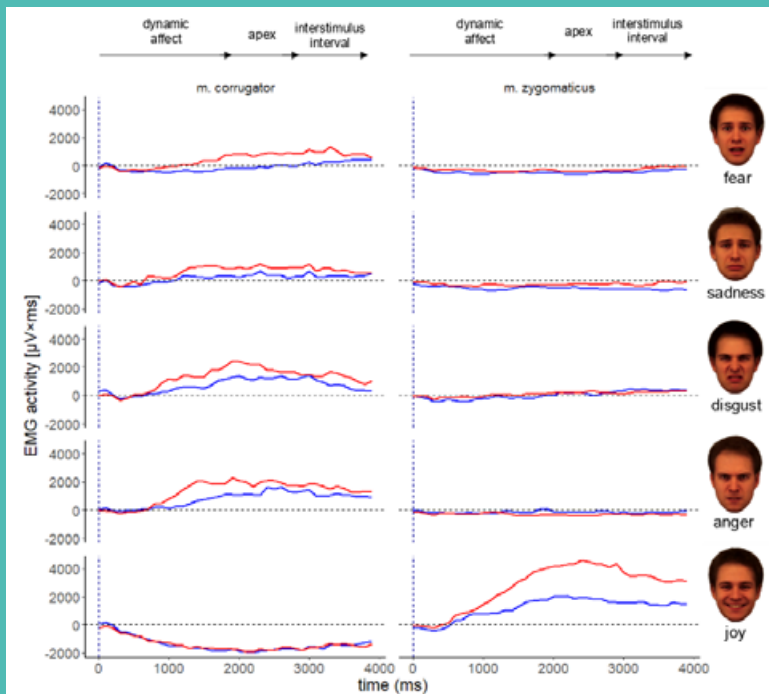 dynamic affect
apex
interstimulus interval
dynamic affect
apex
interstimulus interval
m. corrugator
m. zygomaticus
EMG activity [µV×ms]
4000
2000
0
-2000
fear
4000
2000
0
-2000
sadness
4000
2000
0
-2000
disgust
4000
2000
0
-2000
anger
4000
2000
0
-2000
joy
0 1000 2000 3000 4000 0 1000 2000 3000 4000
time (ms)